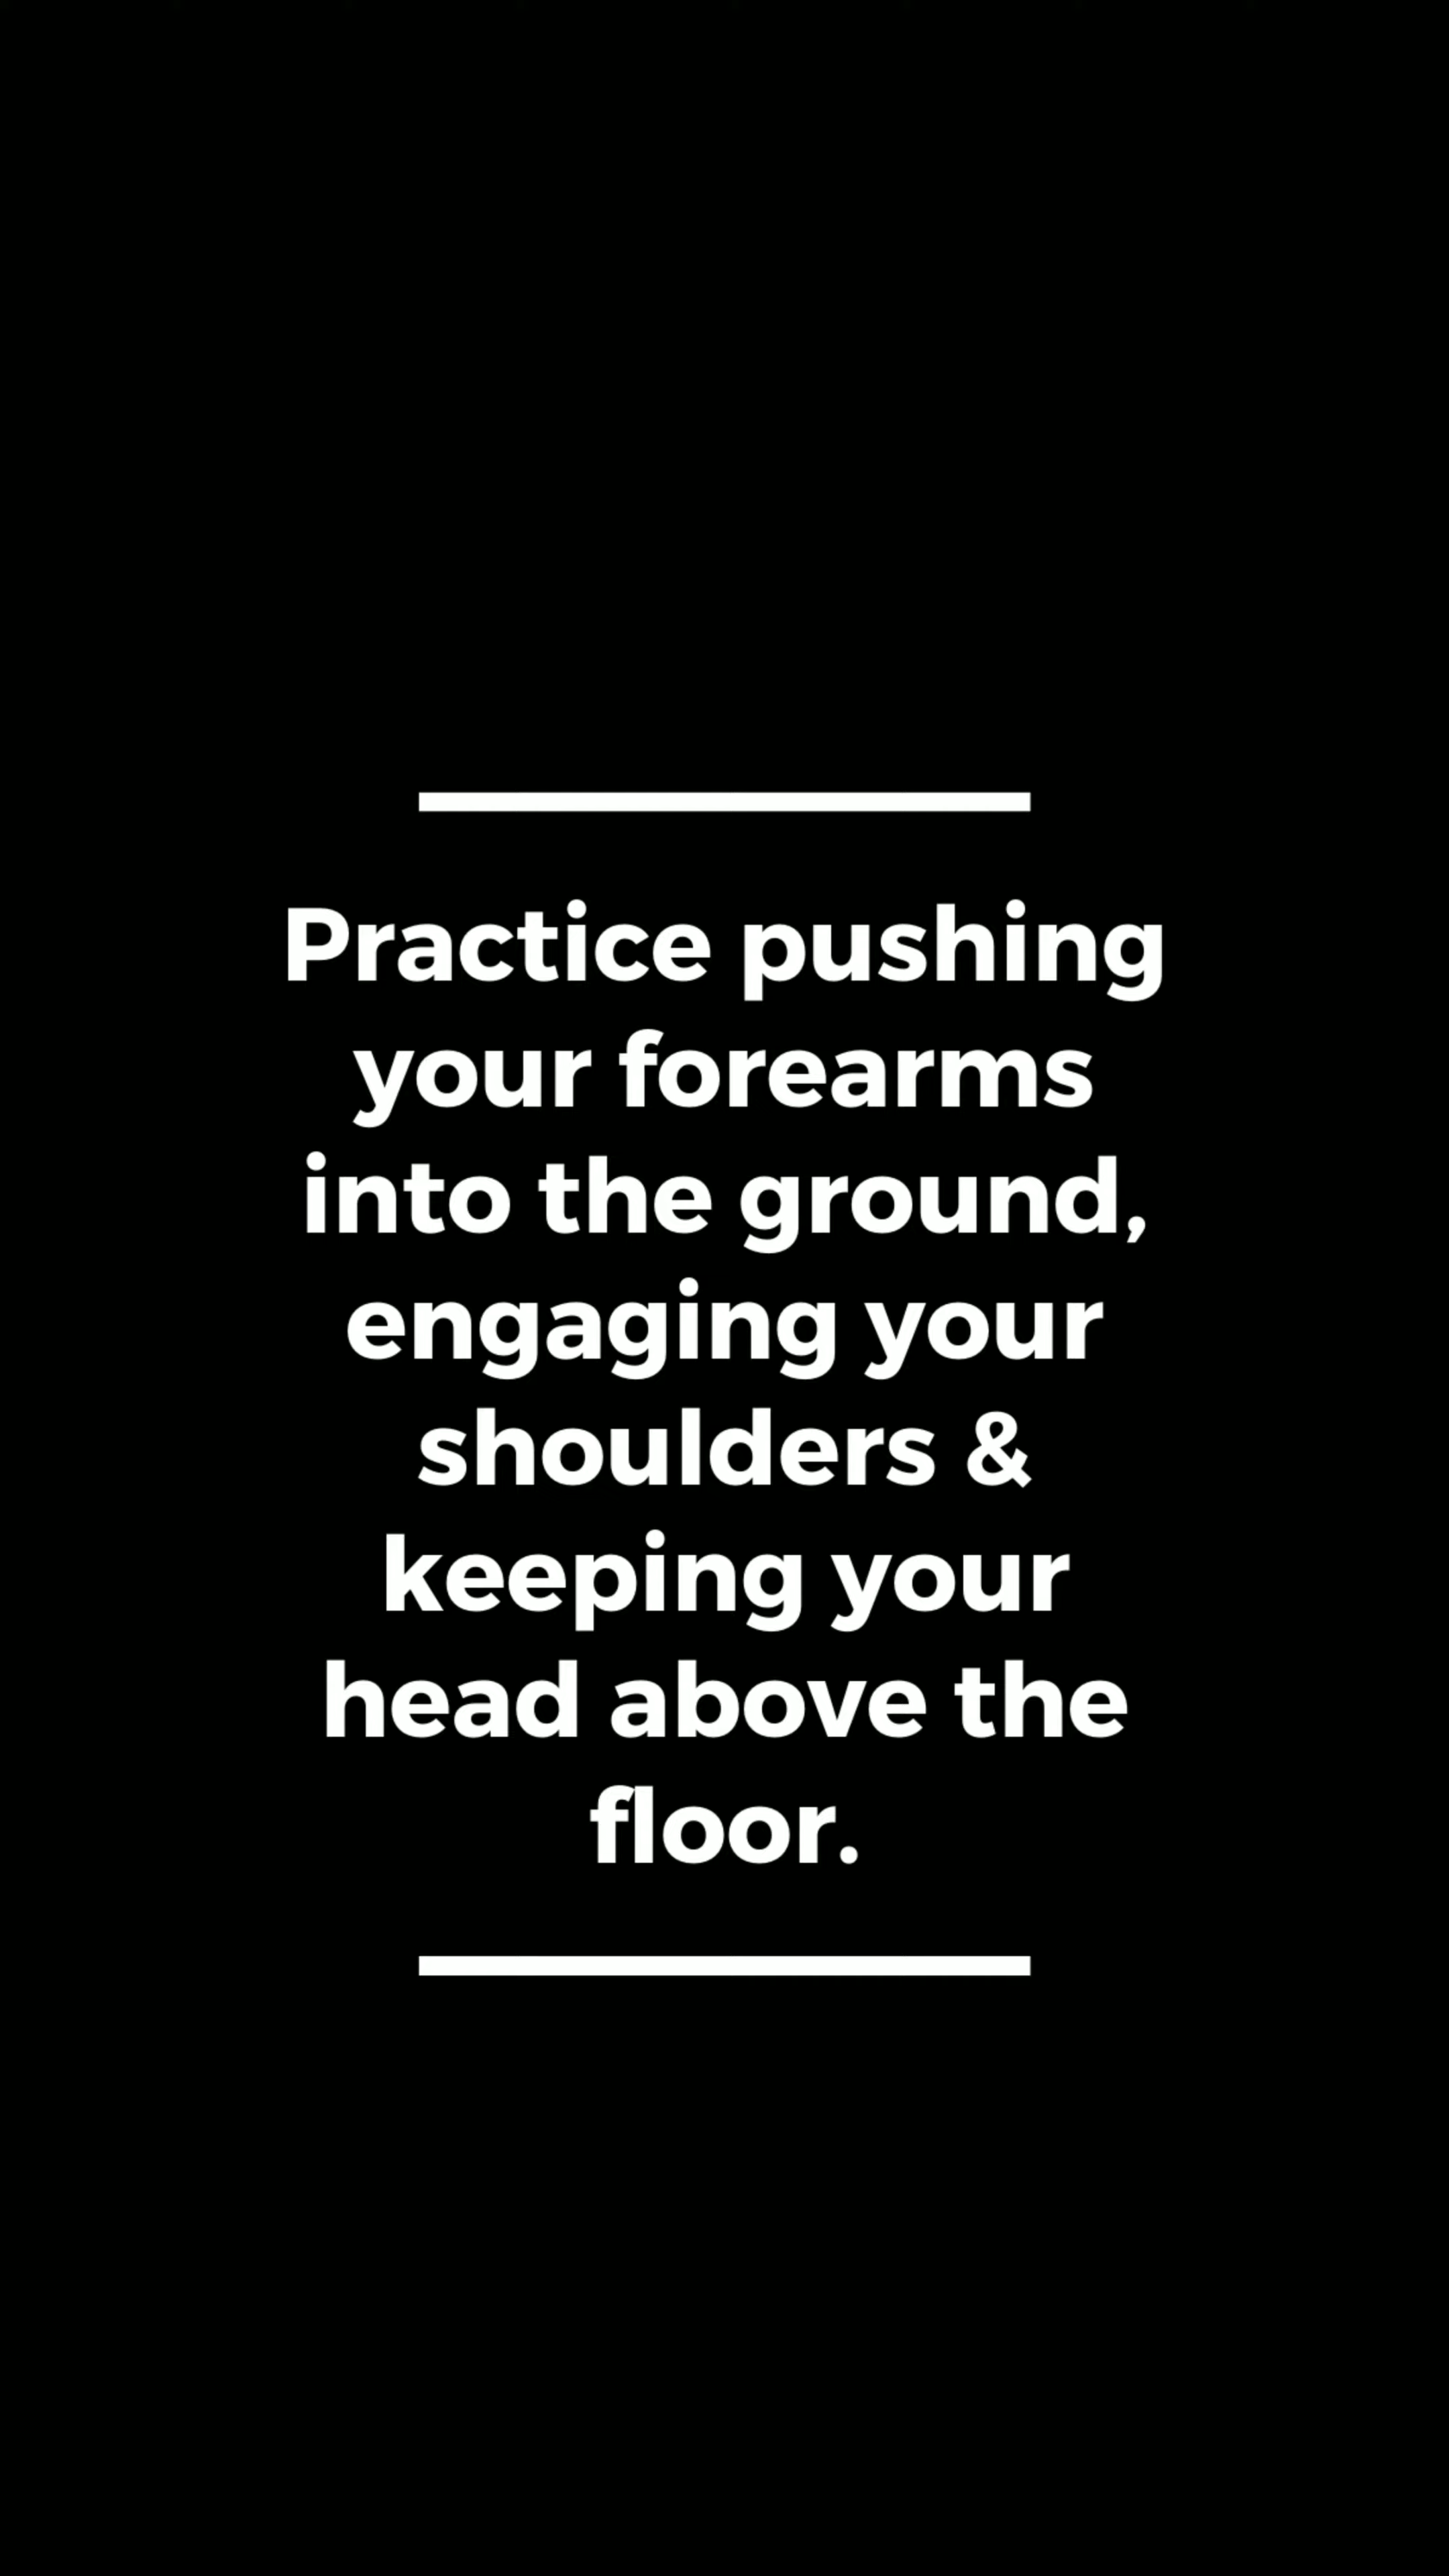 Practice pushing
your forearms
into the ground,
engaging your
shoulders &
keeping your
head above the
floor.